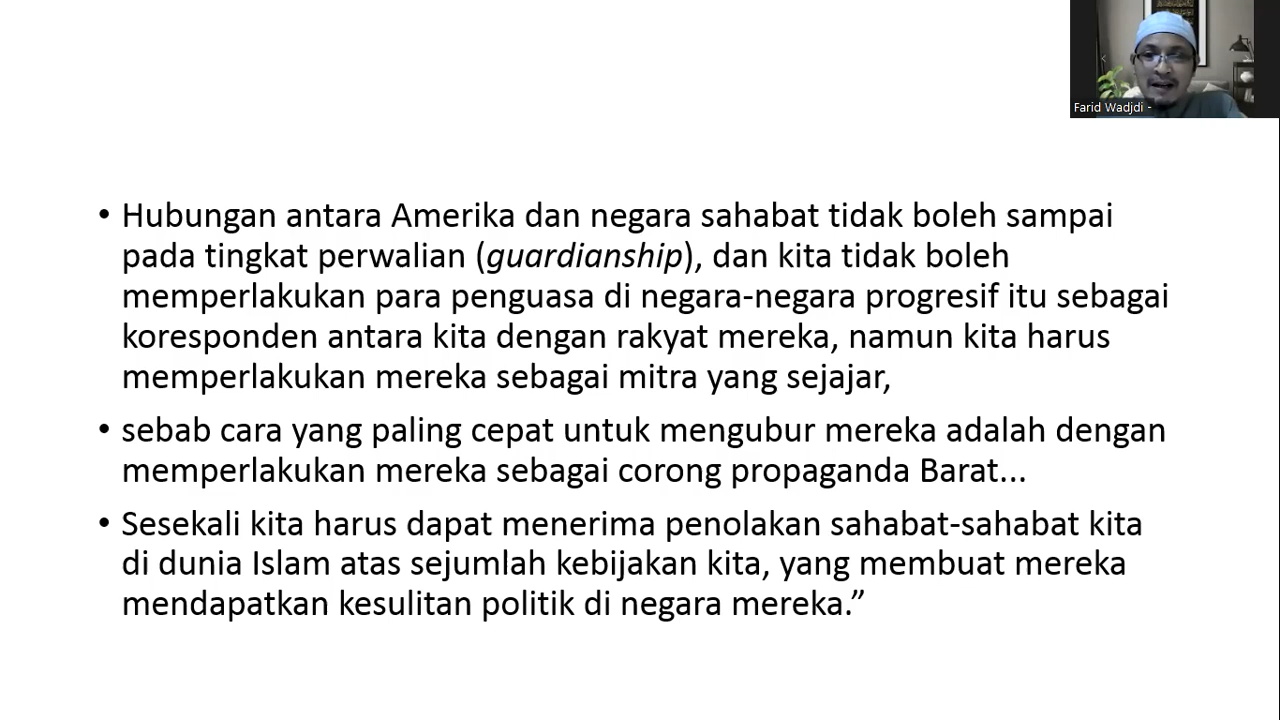 Farid Wadjdi -
• Hubungan antara Amerika dan negara sahabat tidak boleh sampai
pada tingkat perwalian (guardianship), dan kita tidak boleh
memperlakukan para penguasa di negara-negara progresif itu sebagai
koresponden antara kita dengan rakyat mereka, namun kita harus
memperlakukan mereka sebagai mitra yang sejajar,
• sebab cara yang paling cepat untuk mengubur mereka adalah dengan
memperlakukan mereka sebagai corong propaganda Barat...
• Sesekali kita harus dapat menerima penolakan sahabat-sahabat kita
di dunia Islam atas sejumlah kebijakan kita, yang membuat mereka
mendapatkan kesulitan politik di negara mereka.”